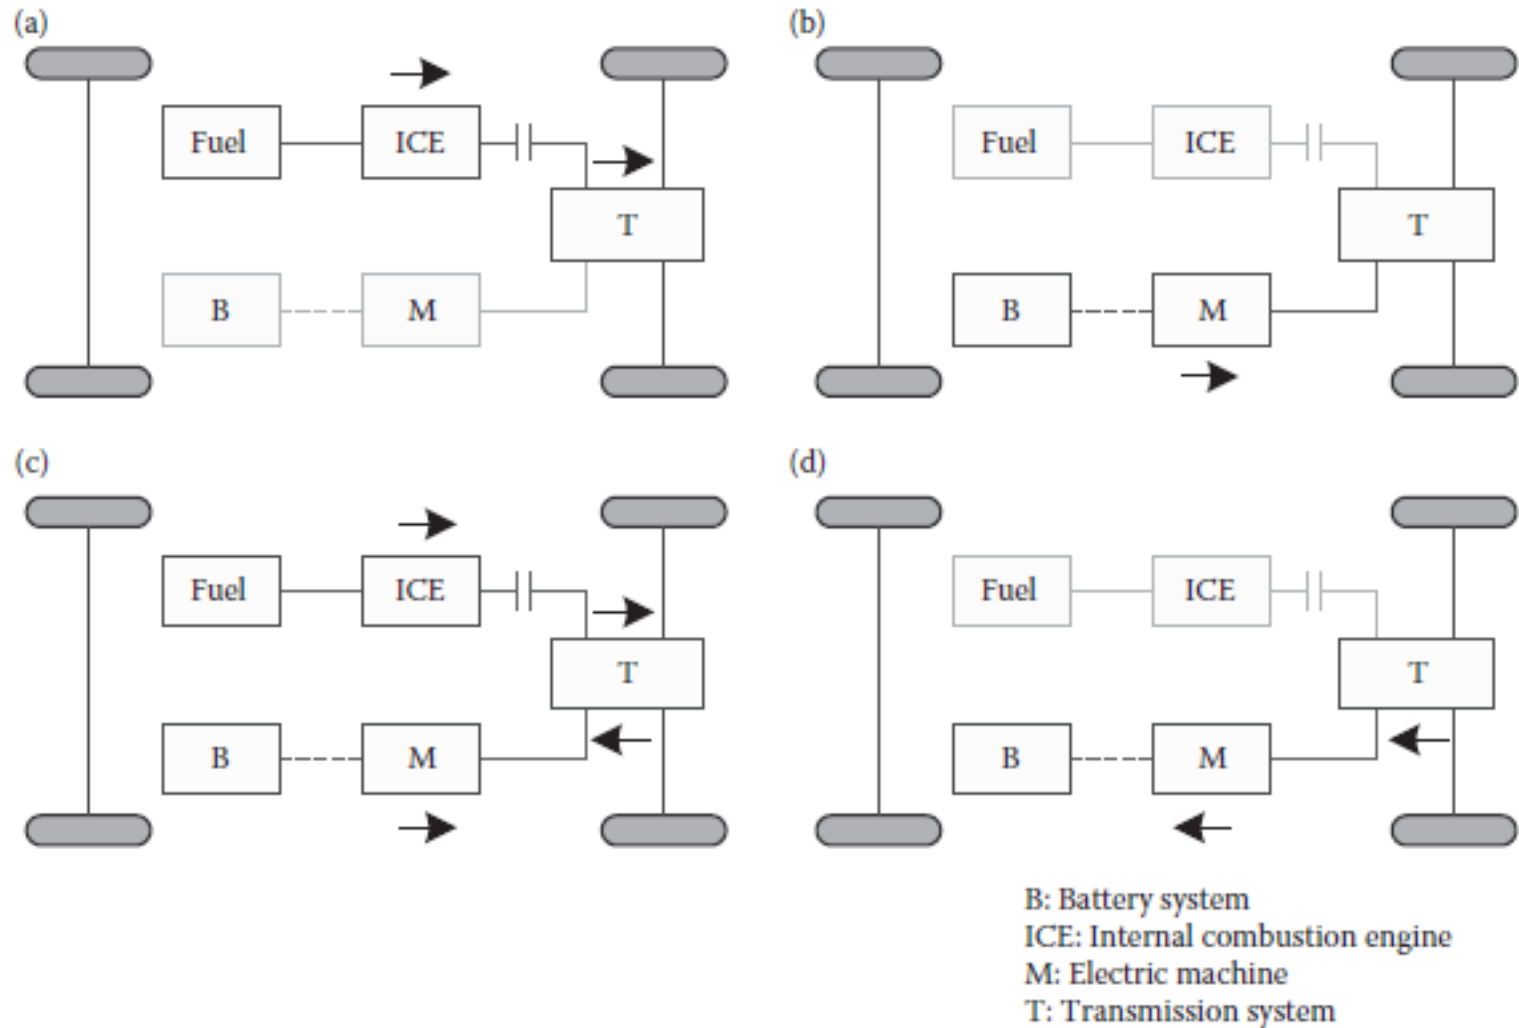 (a)
(b)
Fuel
ICE
Fuel
ICE
T
T
B
M
B
M
(c)
(d)
Fuel
ICE
Fuel
ICE
T
T
B
M
B
M
B: Battery system
ICE: Internal combustion engine
M: Electric machine
T: Transmission system